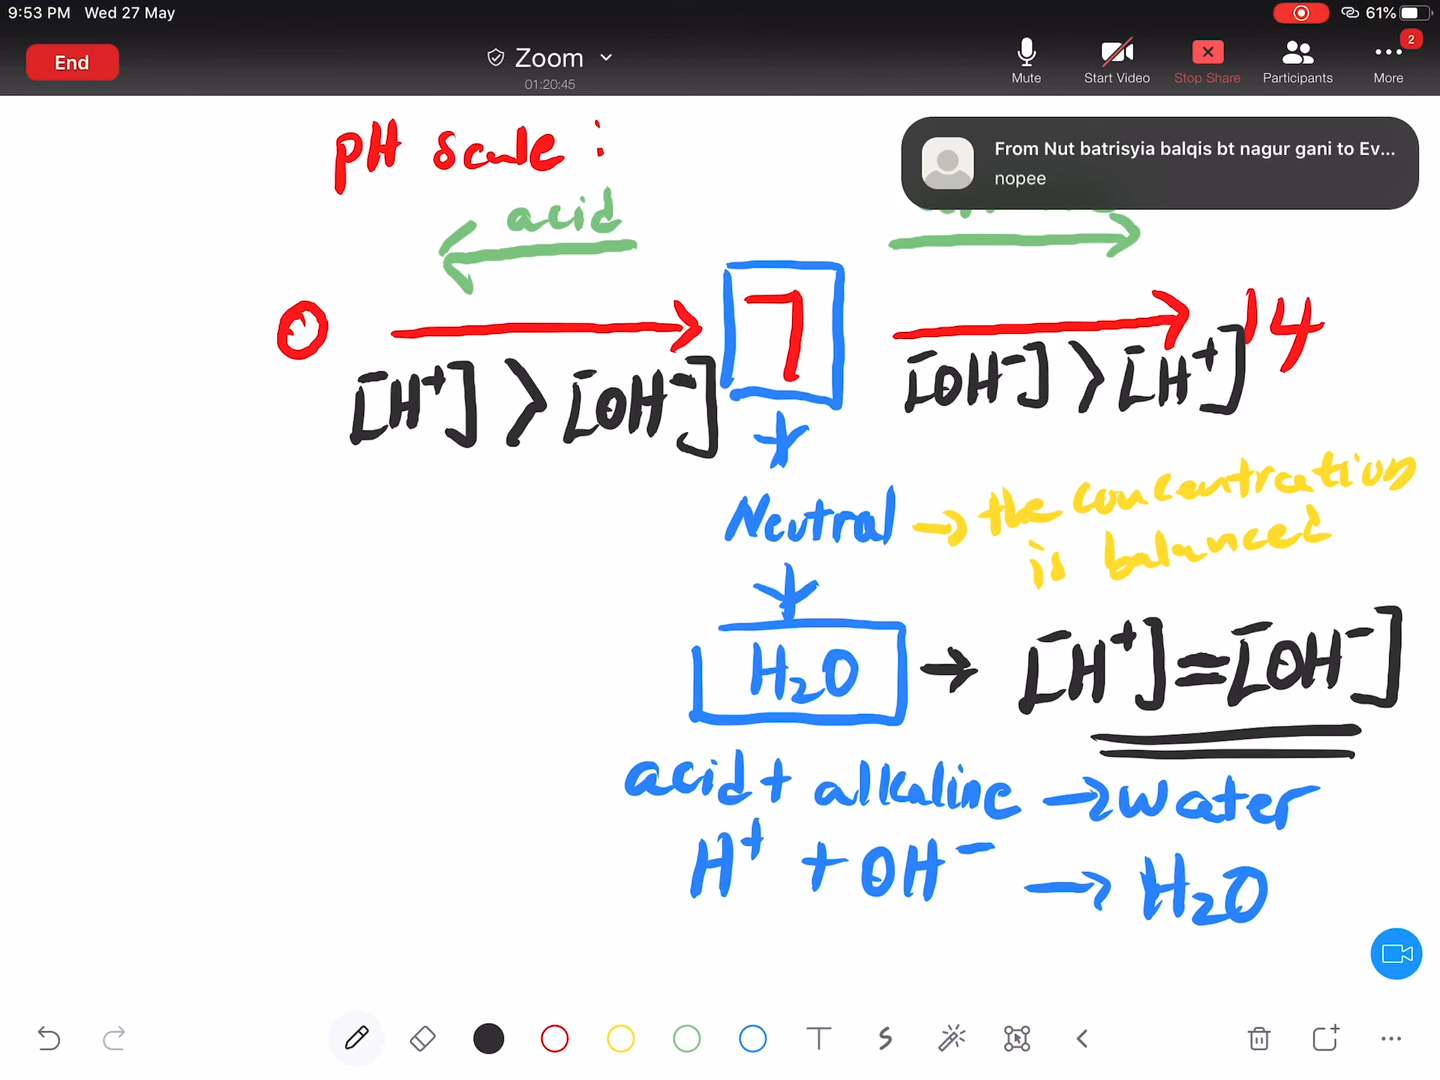 9:53 PM Wed 27 May
61%
End
Zoom
01:20:45
Mute
Start Video
Stop Share
Participants
More
2
From Nut batrisyia balqis bt nagur gani to Ev...
nopee
pH scale :
acid
0 → 7 → 14
[H⁺] > [OH⁻] [OH⁻] > [H⁺]
Neutral → the concentration
is balanced
H₂O → [H⁺] = [OH⁻]
acid + alkaline → water
H⁺ + OH⁻ → H₂O
T